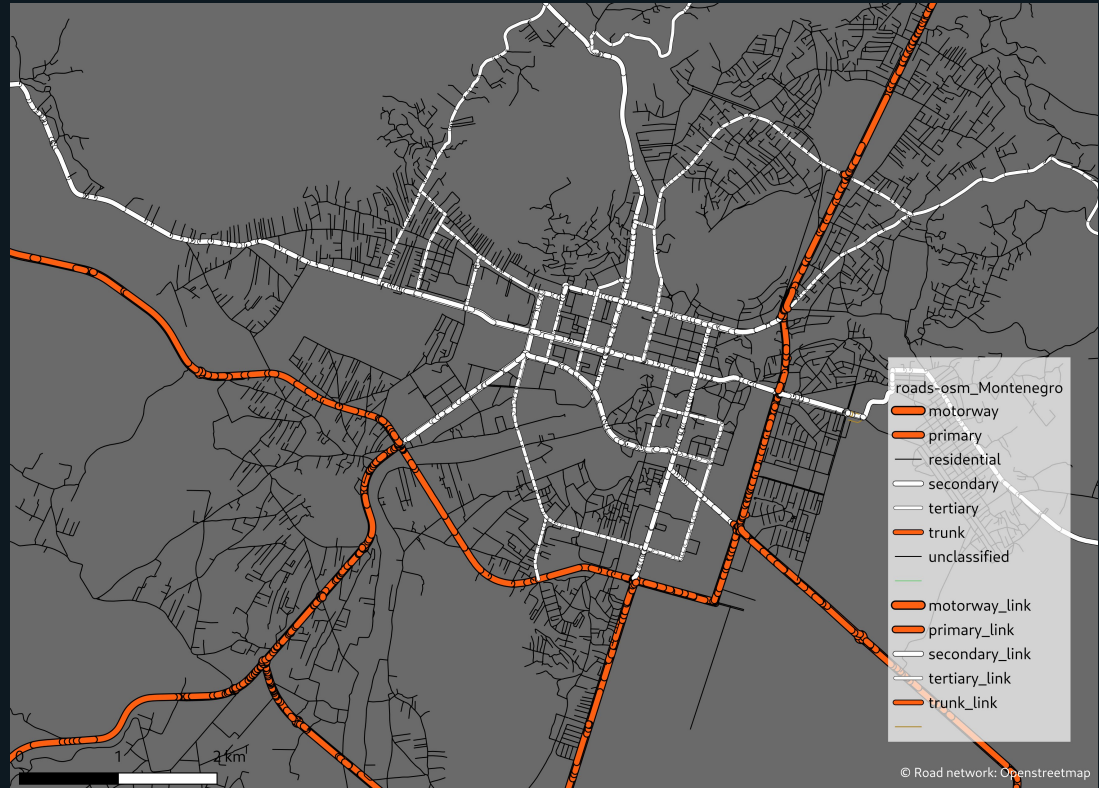 roads-osm_Montenegro
motorway
primary
residential
secondary
tertiary
trunk
unclassified
motorway_link
primary_link
secondary_link
tertiary_link
trunk_link
0 1 2 km
© Road network: Openstreetmap